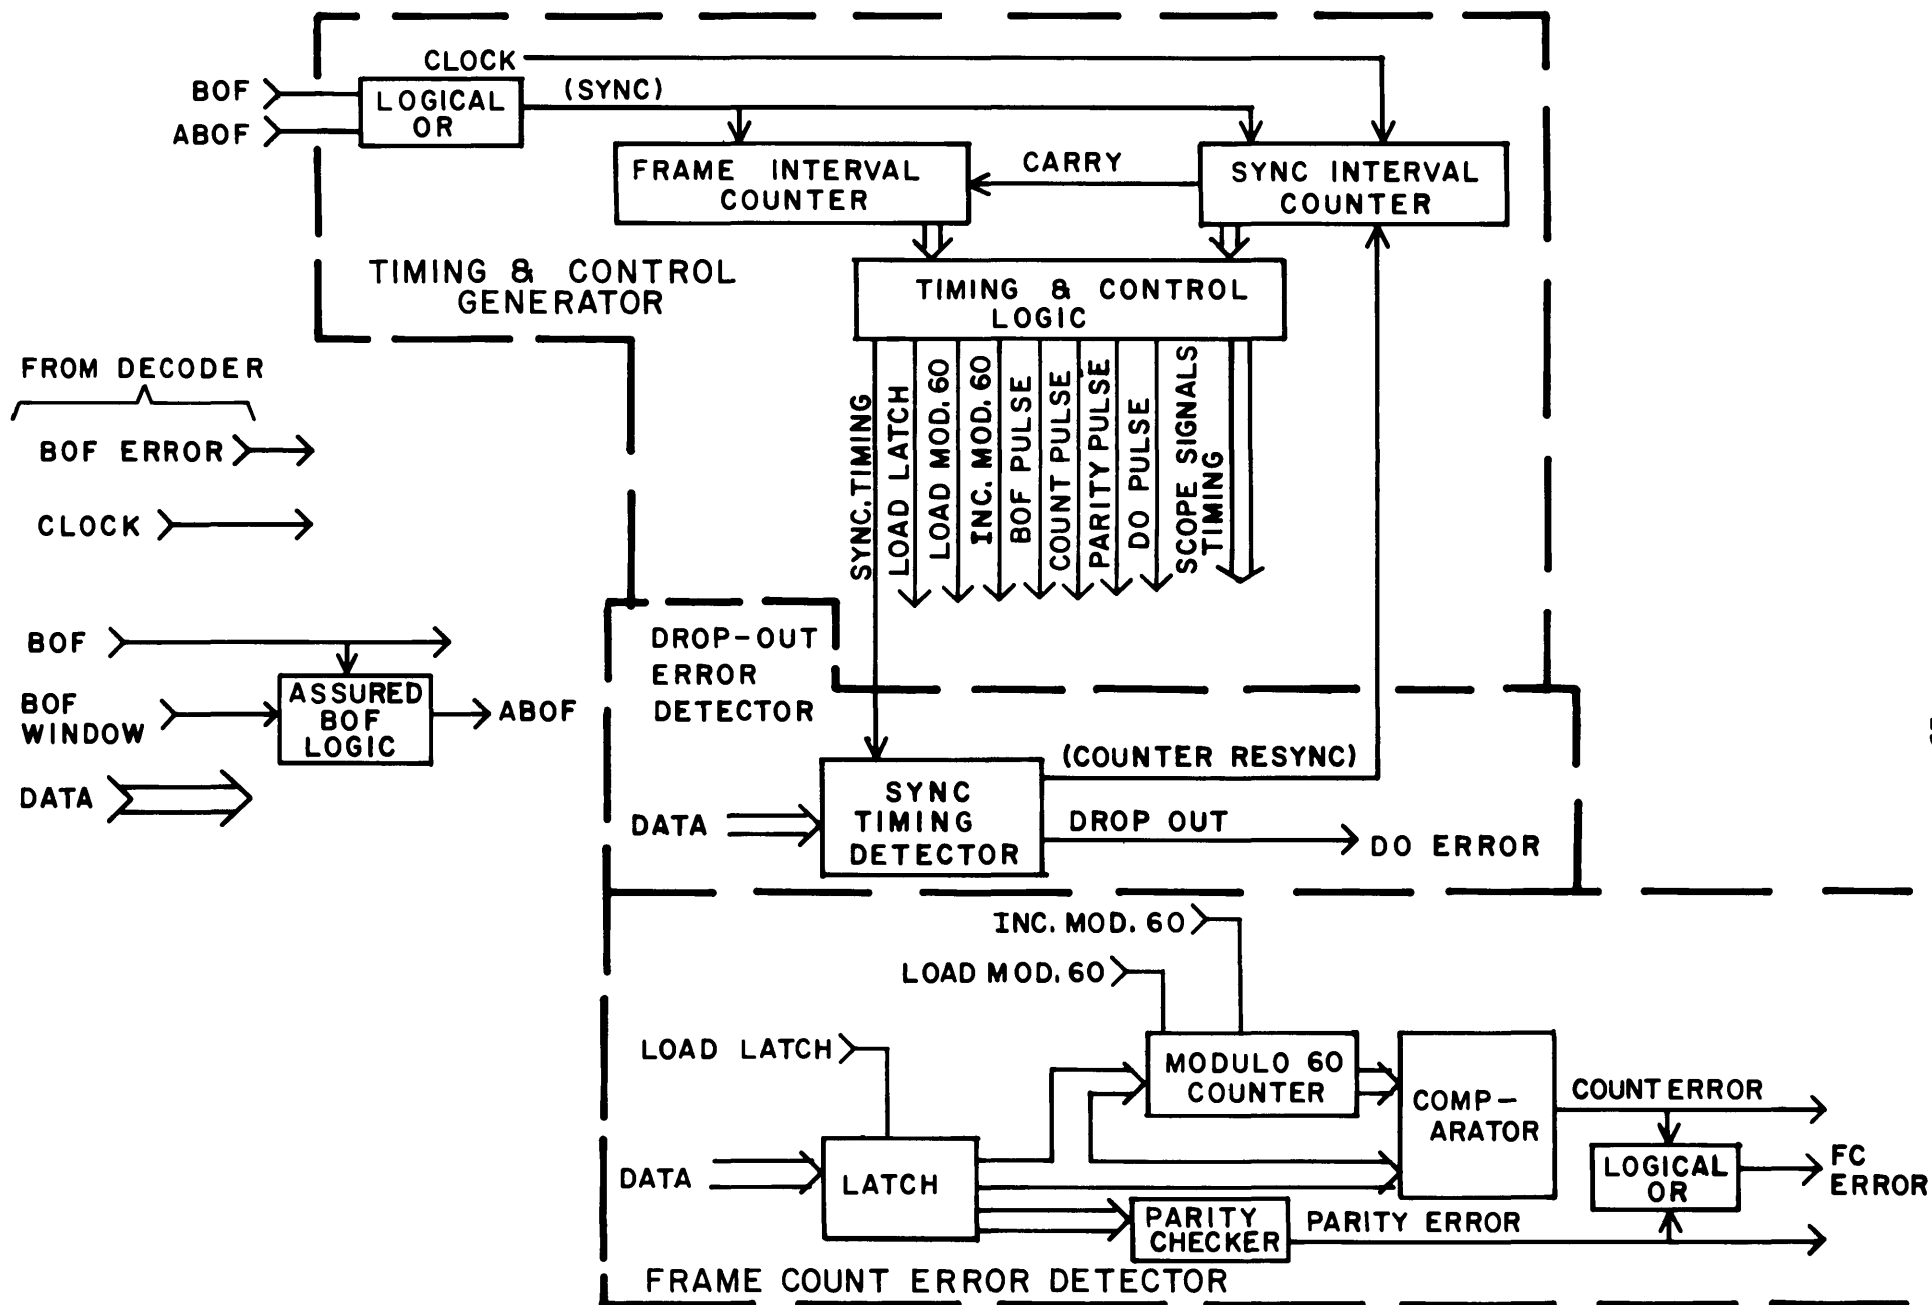 CLOCK
BOF
(SYNC)
LOGICAL
OR
ABOF
FRAME INTERVAL
COUNTER
CARRY
SYNC INTERVAL
COUNTER
TIMING & CONTROL
GENERATOR
TIMING & CONTROL
LOGIC
FROM DECODER
BOF ERROR
CLOCK
SYNC. TIMING
LOAD LATCH
LOAD MOD. 60
INC. MOD. 60
BOF PULSE
COUNT PULSE
PARITY PULSE
DO PULSE
SCOPE SIGNALS
TIMING
BOF
BOF
WINDOW
ASSURED
BOF
LOGIC
ABOF
DATA
DROP-OUT
ERROR
DETECTOR
(COUNTER RESYNC)
SYNC
TIMING
DETECTOR
DATA
DROP OUT
DO ERROR
INC. MOD. 60
LOAD MOD. 60
LOAD LATCH
MODULO 60
COUNTER
COMP-
ARATOR
COUNT ERROR
DATA
LATCH
LOGICAL
OR
FC
ERROR
PARITY
CHECKER
PARITY ERROR
FRAME COUNT ERROR DETECTOR